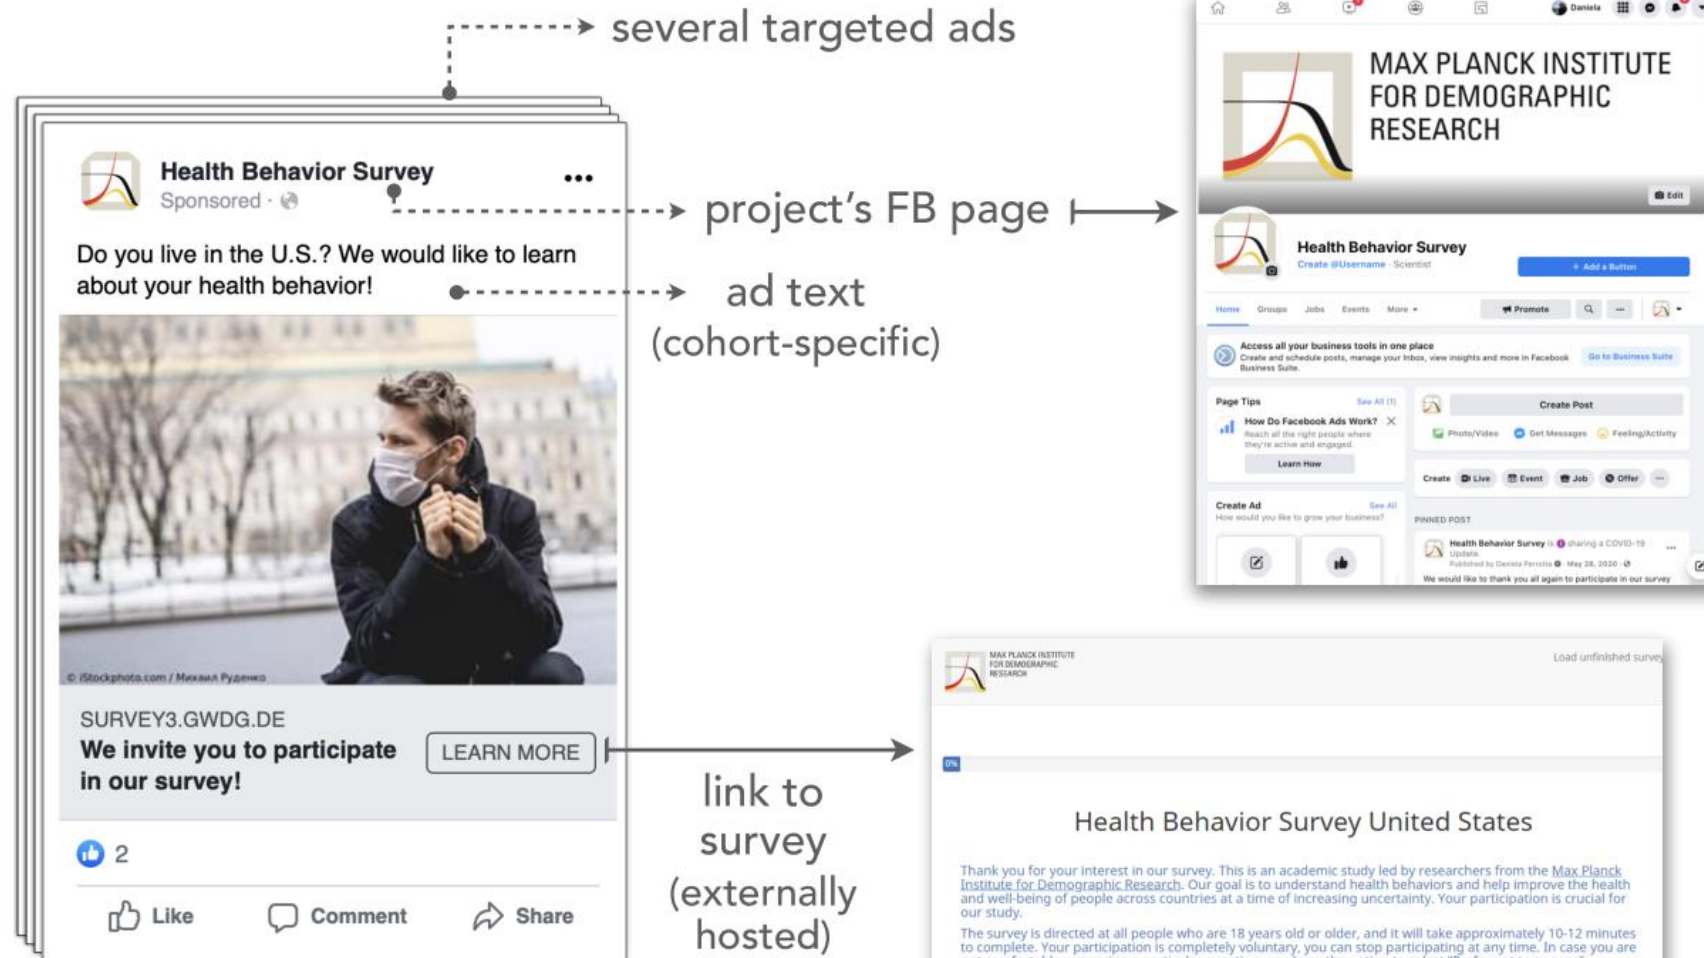 several targeted ads
Health Behavior Survey
Sponsored ·
project's FB page
Do you live in the U.S.? We would like to learn
about your health behavior!
ad text
(cohort-specific)
© iStockphoto.com / Михаил Руденко
SURVEY3.GWDG.DE
We invite you to participate
in our survey!
LEARN MORE
link to
survey
(externally
hosted)
2
Like
Comment
Share
Daniela
MAX PLANCK INSTITUTE
FOR DEMOGRAPHIC
RESEARCH
Edit
Health Behavior Survey
Create @Username · Scientist
+ Add a Button
Home
Groups
Jobs
Events
More
Promote
Access all your business tools in one place
Create and schedule posts, manage your Inbox, view insights and more in Facebook
Business Suite.
Go to Business Suite
Page Tips
See All (1)
How Do Facebook Ads Work?
Reach all the right people where
they're active and engaged.
Learn How
Create Ad
See All
How would you like to grow your business?
Create Post
Photo/Video
Get Messages
Feeling/Activity
Create
Live
Event
Job
Offer
PINNED POST
Health Behavior Survey is sharing a COVID-19
Update.
Published by Daniela Perrotta · May 28, 2020 ·
We would like to thank you all again to participate in our survey
MAX PLANCK INSTITUTE
FOR DEMOGRAPHIC
RESEARCH
Load unfinished survey
0%
Health Behavior Survey United States
Thank you for your interest in our survey. This is an academic study led by researchers from the Max Planck
Institute for Demographic Research. Our goal is to understand health behaviors and help improve the health
and well-being of people across countries at a time of increasing uncertainty. Your participation is crucial for
our study.
The survey is directed at all people who are 18 years old or older, and it will take approximately 10-12 minutes
to complete. Your participation is completely voluntary, you can stop participating at any time. In case you are